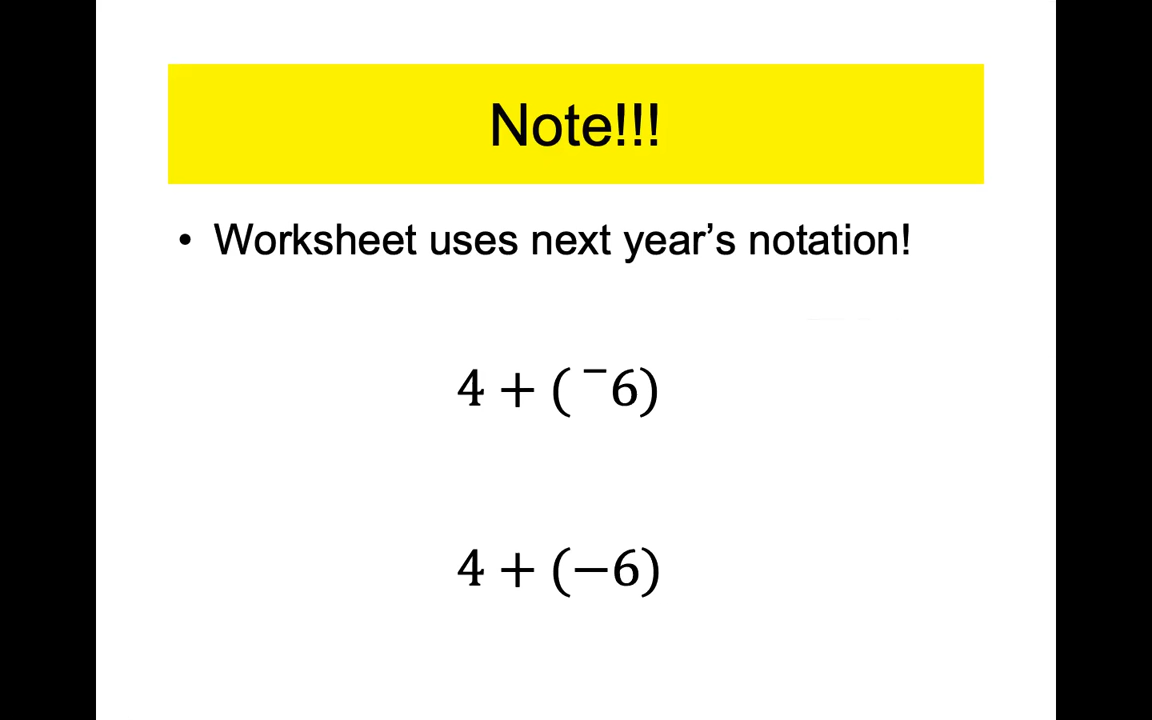 Note!!!
• Worksheet uses next year’s notation!
4 + ( ⁻6)
4 + (−6)